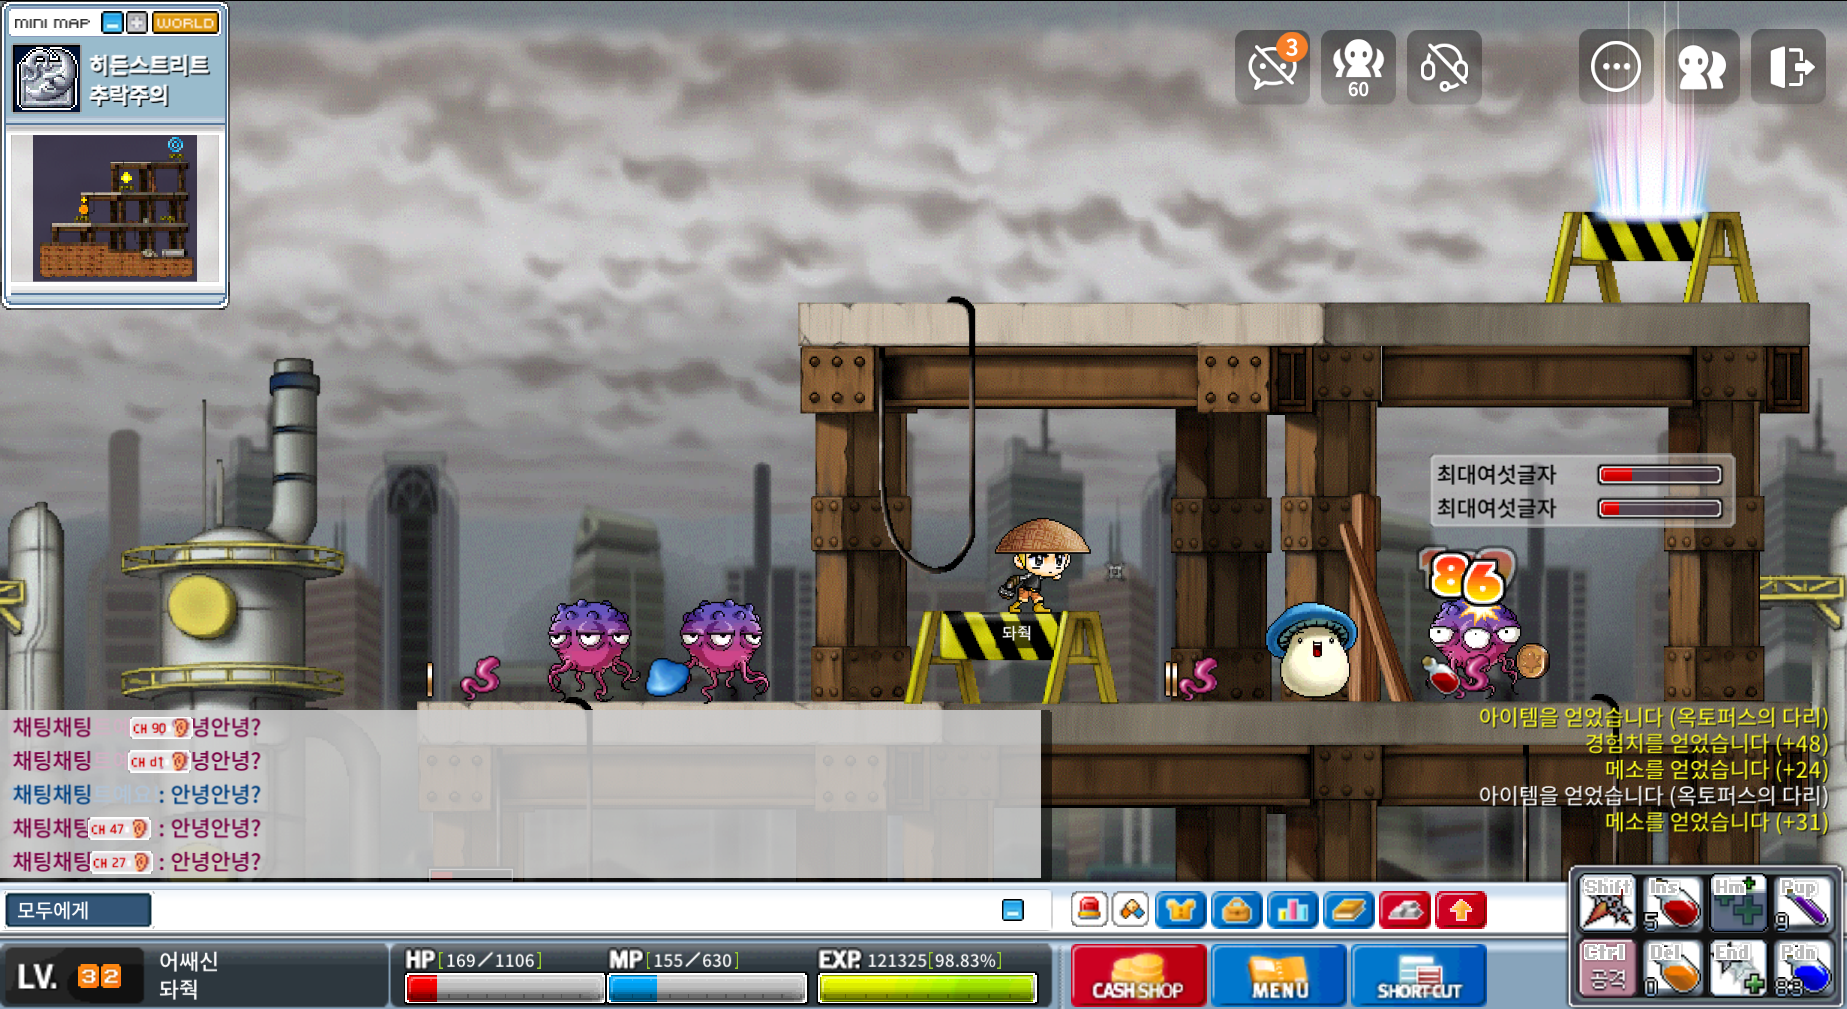 MINI MAP
WORLD
히든스트리트
추락주의
3
60
최대여섯글자
최대여섯글자
86
돠줙
채팅채팅 CH 90 녕안녕?
채팅채팅 CH 녕안녕?
채팅채팅 : 안녕안녕?
채팅채팅 CH 47 : 안녕안녕?
채팅채팅 CH 27 : 안녕안녕?
아이템을 얻었습니다 (옥토퍼스의 다리)
경험치를 얻었습니다 (+48)
메소를 얻었습니다 (+24)
아이템을 얻었습니다 (옥토퍼스의 다리)
메소를 얻었습니다 (+31)
모두에게
LV. 32
어쌔신
돠줙
HP[169/1106]
MP[155/630]
EXP. 121325[98.83%]
CASH SHOP
MENU
SHORT CUT
Shift
Ins
5
Hm
Pup
9
Ctrl
공격
Del
0
End
Pdn
83